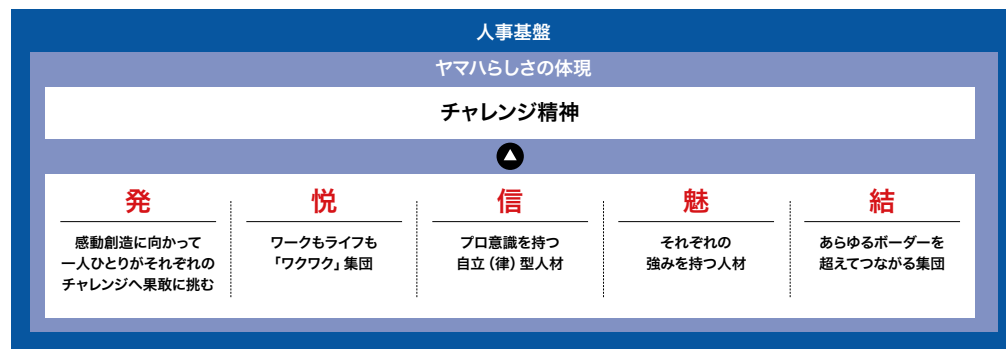 人事基盤
ヤマハらしさの体現
チャレンジ精神
発
感動創造に向かって
一人ひとりがそれぞれの
チャレンジへ果敢に挑む
悦
ワークもライフも
「ワクワク」集団
信
プロ意識を持つ
自立（律）型人材
魅
それぞれの
強みを持つ人材
結
あらゆるボーダーを
超えてつながる集団